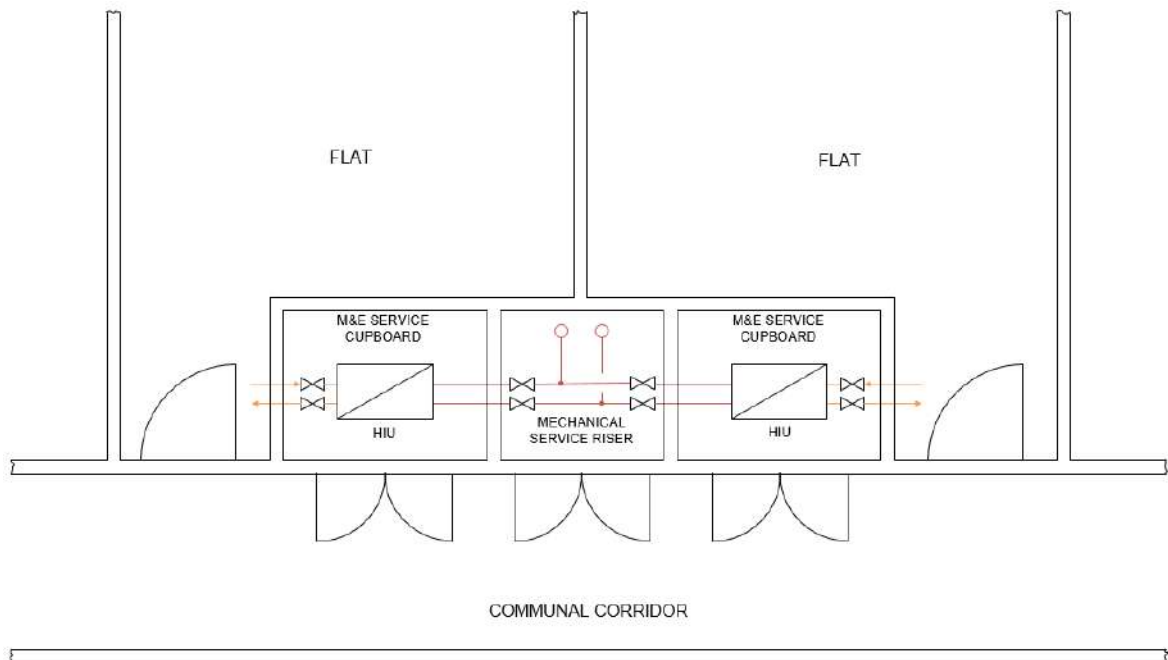 FLAT
FLAT
M&E SERVICE
CUPBOARD
M&E SERVICE
CUPBOARD
HIU
MECHANICAL
SERVICE RISER
HIU
COMMUNAL CORRIDOR